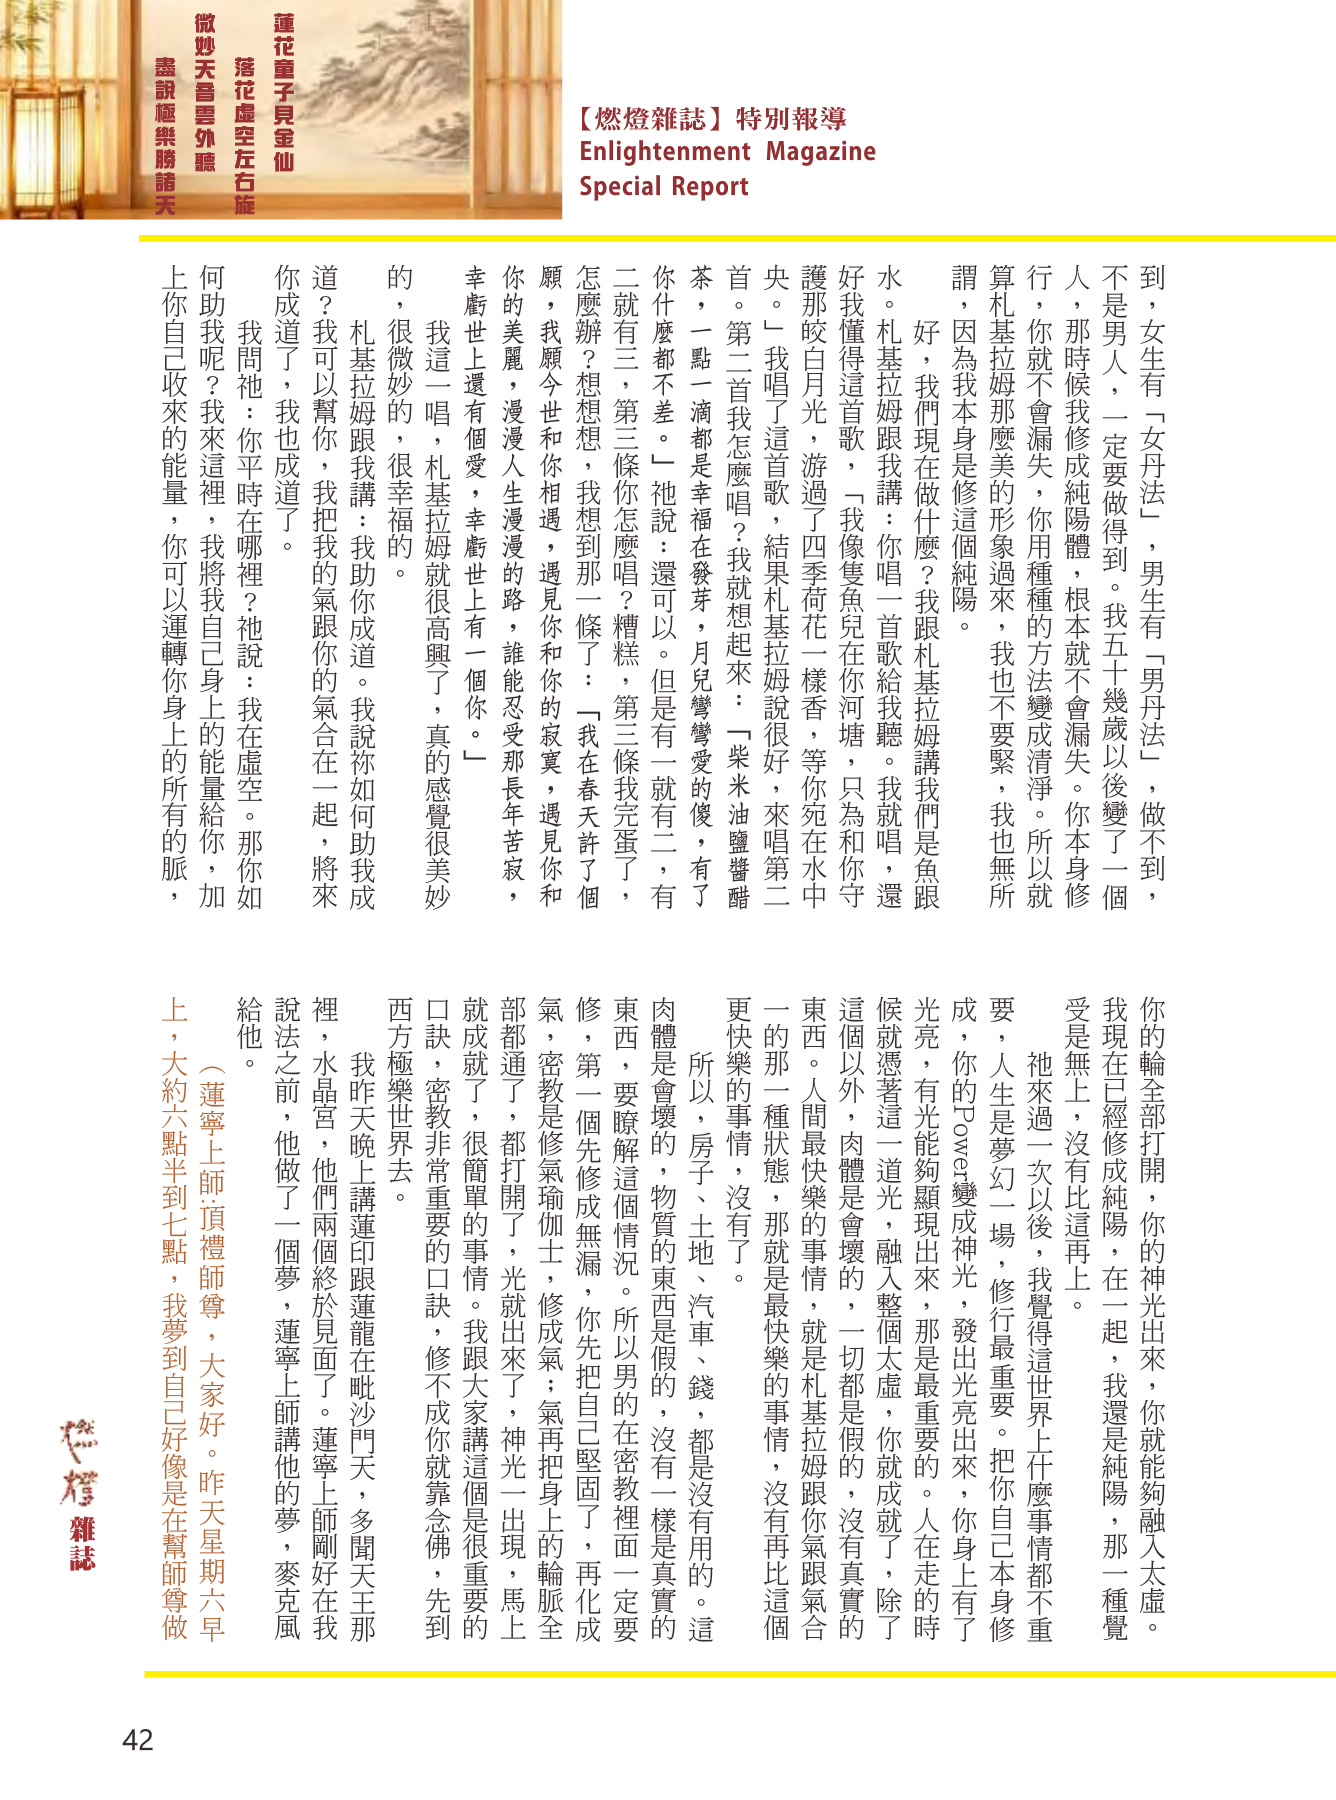 蓮花童子見金仙
落花虛空左右旋
微妙天音雲外聽
盡說極樂勝諸天
【燃燈雜誌】特別報導
Enlightenment Magazine
Special Report
到，女生有「女丹法」，男生有「男丹法」，做不到，
不是男人，一定要做得到。我五十幾歲以後變了一個
人，那時候我修成純陽體，根本就不會漏失。你本身修
行，你就不會漏失，你用種種的方法變成清淨。所以就
算札基拉姆那麼美的形象過來，我也不要緊，我也無所
謂，因為我本身是修這個純陽。
好，我們現在做什麼？我跟札基拉姆講我們是魚跟
水。札基拉姆跟我講：你唱一首歌給我聽。我就唱，還
好我懂得這首歌，「我像隻魚兒在你河塘，只為和你守
護那皎白月光，游過了四季荷花一樣香，等你宛在水中
央。」我唱了這首歌，結果札基拉姆說很好，來唱第二
首。第二首我怎麼唱？我就想起來：「柴米油鹽醬醋
茶，一點一滴都是幸福在發芽，月兒彎彎愛的傻，有了
你什麼都不差。」祂說：還可以。但是有一就有二，有
二就有三，第三條你怎麼唱？糟糕，第三條我完蛋了，
怎麼辦？想想想，我想到那一條了：「我在春天許了個
願，我願今世和你相遇，遇見你和你的寂寞，遇見你和
你的美麗，漫漫人生漫漫的路，誰能忍受那長年苦寂，
幸虧世上還有個愛，幸虧世上有一個你。」
我這一唱，札基拉姆就很高興了，真的感覺很美妙
的，很微妙的，很幸福的。
札基拉姆跟我講：我助你成道。我說祢如何助我成
道？我可以幫你，我把我的氣跟你的氣合在一起，將來
你成道了，我也成道了。
我問祂：你平時在哪裡？祂說：我在虛空。那你如
何助我呢？我來這裡，我將我自己身上的能量給你，加
上你自己收來的能量，你可以運轉你身上的所有的脈，
你的輪全部打開，你的神光出來，你就能夠融入太虛。
我現在已經修成純陽，在一起，我還是純陽，那一種覺
受是無上，沒有比這再上。
祂來過一次以後，我覺得這世界上什麼事情都不重
要，人生是夢幻一場，修行最重要。把你自己本身修
成，你的Power變成神光，發出光亮出來，你身上有了
光亮，有光能夠顯現出來，那是最重要的。人在走的時
候就憑著這一道光，融入整個太虛，你就成就了，除了
這個以外，肉體是會壞的，一切都是假的，沒有真實的
東西。人間最快樂的事情，就是札基拉姆跟你氣跟氣合
一的那一種狀態，那就是最快樂的事情，沒有再比這個
更快樂的事情，沒有了。
所以，房子、土地、汽車、錢，都是沒有用的。這
肉體是會壞的，物質的東西是假的，沒有一樣是真實的
東西，要瞭解這個情況。所以男的在密教裡面一定要
修，第一個先修成無漏，你先把自己堅固了，再化成
氣，密教是修氣瑜伽士，修成氣；氣再把身上的輪脈全
部都通了，都打開了，光就出來了，神光一出現，馬上
就成就了，很簡單的事情。我跟大家講這個是很重要的
口訣，密教非常重要的口訣，修不成你就靠念佛，先到
西方極樂世界去。
我昨天晚上講蓮印跟蓮龍在毗沙門天，多聞天王那
裡，水晶宮，他們兩個終於見面了。蓮寧上師剛好在我
說法之前，他做了一個夢，蓮寧上師講他的夢，麥克風
給他。
（蓮寧上師：頂禮師尊，大家好。昨天星期六早
上，大約六點半到七點，我夢到自己好像是在幫師尊做
燃燈雜誌
42